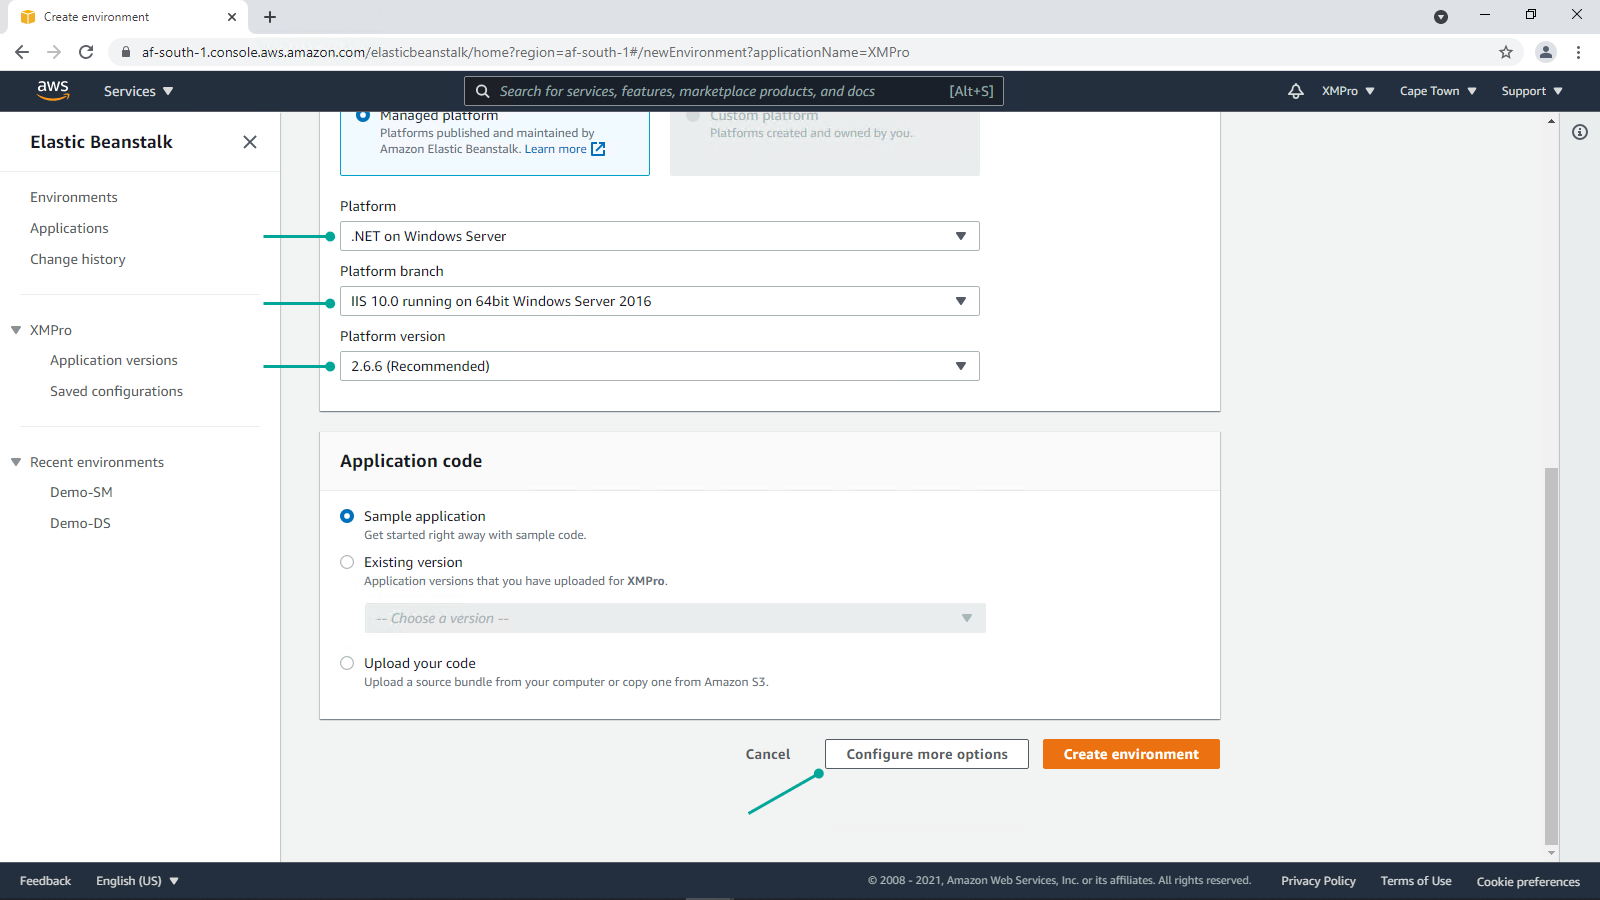 Create environment
af-south-1.console.aws.amazon.com/elasticbeanstalk/home?region=af-south-1#/newEnvironment?applicationName=XMPro
aws
Services
Search for services, features, marketplace products, and docs
[Alt+S]
XMPro
Cape Town
Support
Elastic Beanstalk
Environments
Applications
Change history
XMPro
Application versions
Saved configurations
Recent environments
Demo-SM
Demo-DS
Managed platform
Platforms published and maintained by
Amazon Elastic Beanstalk. Learn more
Custom platform
Platforms created and owned by you..
Platform
.NET on Windows Server
Platform branch
IIS 10.0 running on 64bit Windows Server 2016
Platform version
2.6.6 (Recommended)
Application code
Sample application
Get started right away with sample code.
Existing version
Application versions that you have uploaded for XMPro.
-- Choose a version --
Upload your code
Upload a source bundle from your computer or copy one from Amazon S3.
Cancel
Configure more options
Create environment
Feedback
English (US)
© 2008 - 2021, Amazon Web Services, Inc. or its affiliates. All rights reserved.
Privacy Policy
Terms of Use
Cookie preferences